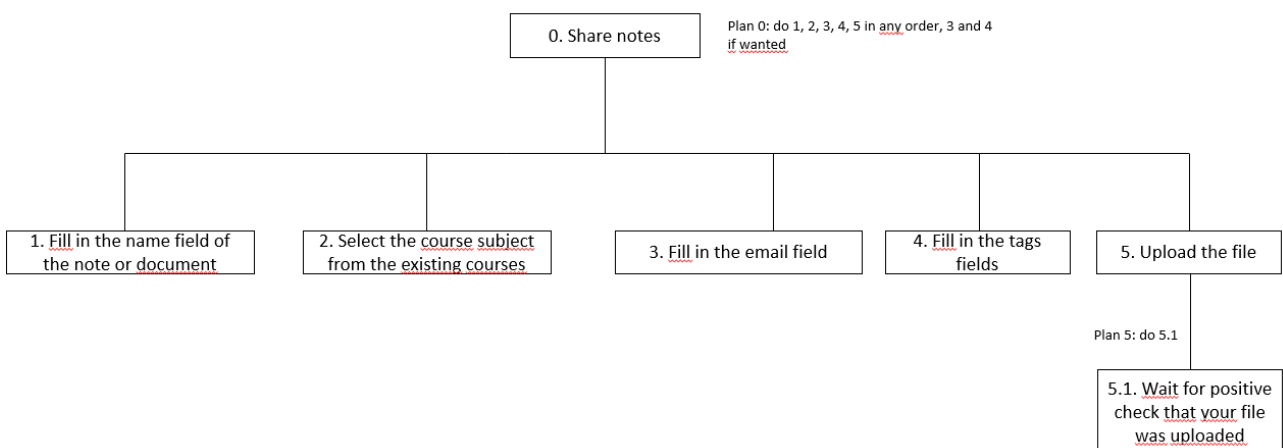 0. Share notes
Plan 0: do 1, 2, 3, 4, 5 in any order, 3 and 4
if wanted
1. Fill in the name field of
the note or document
2. Select the course subject
from the existing courses
3. Fill in the email field
4. Fill in the tags
fields
5. Upload the file
Plan 5: do 5.1
5.1. Wait for positive
check that your file
was uploaded